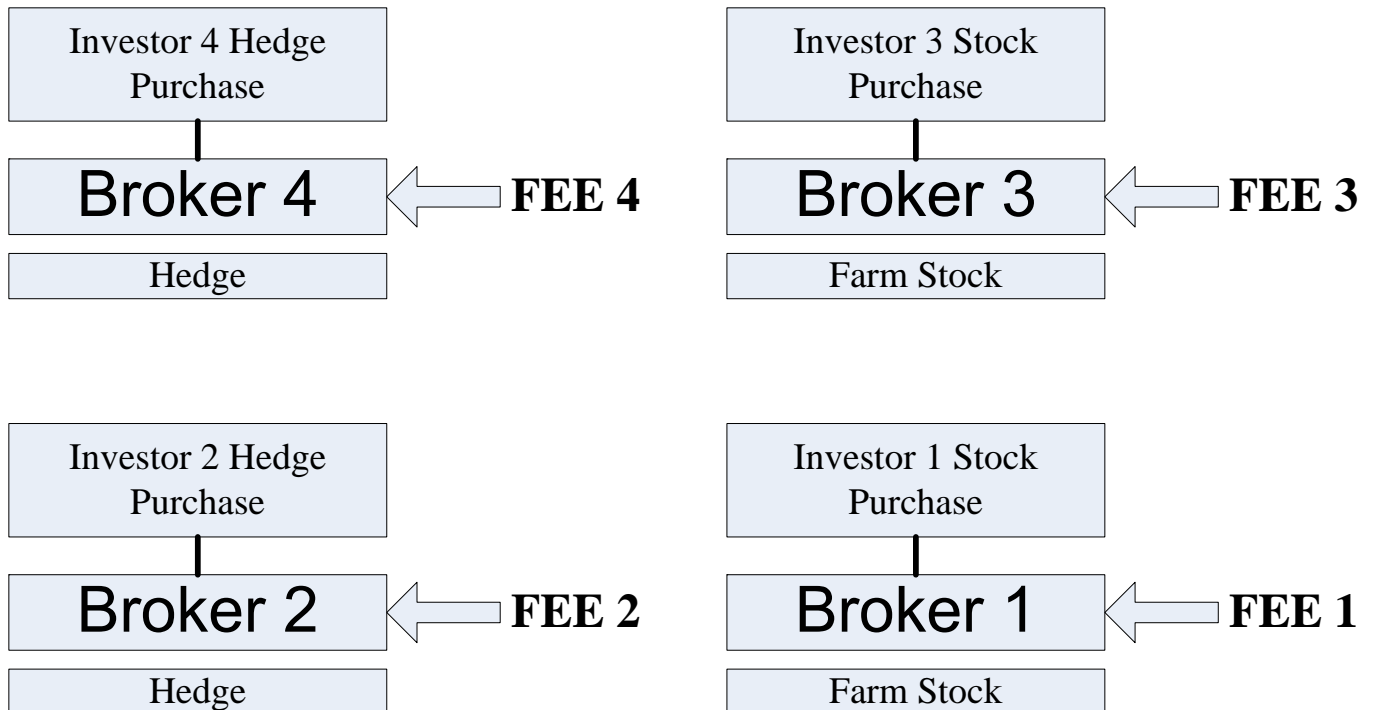 Investor 4 Hedge
Purchase
Broker 4
FEE 4
Hedge
Investor 3 Stock
Purchase
Broker 3
FEE 3
Farm Stock
Investor 2 Hedge
Purchase
Broker 2
FEE 2
Hedge
Investor 1 Stock
Purchase
Broker 1
FEE 1
Farm Stock